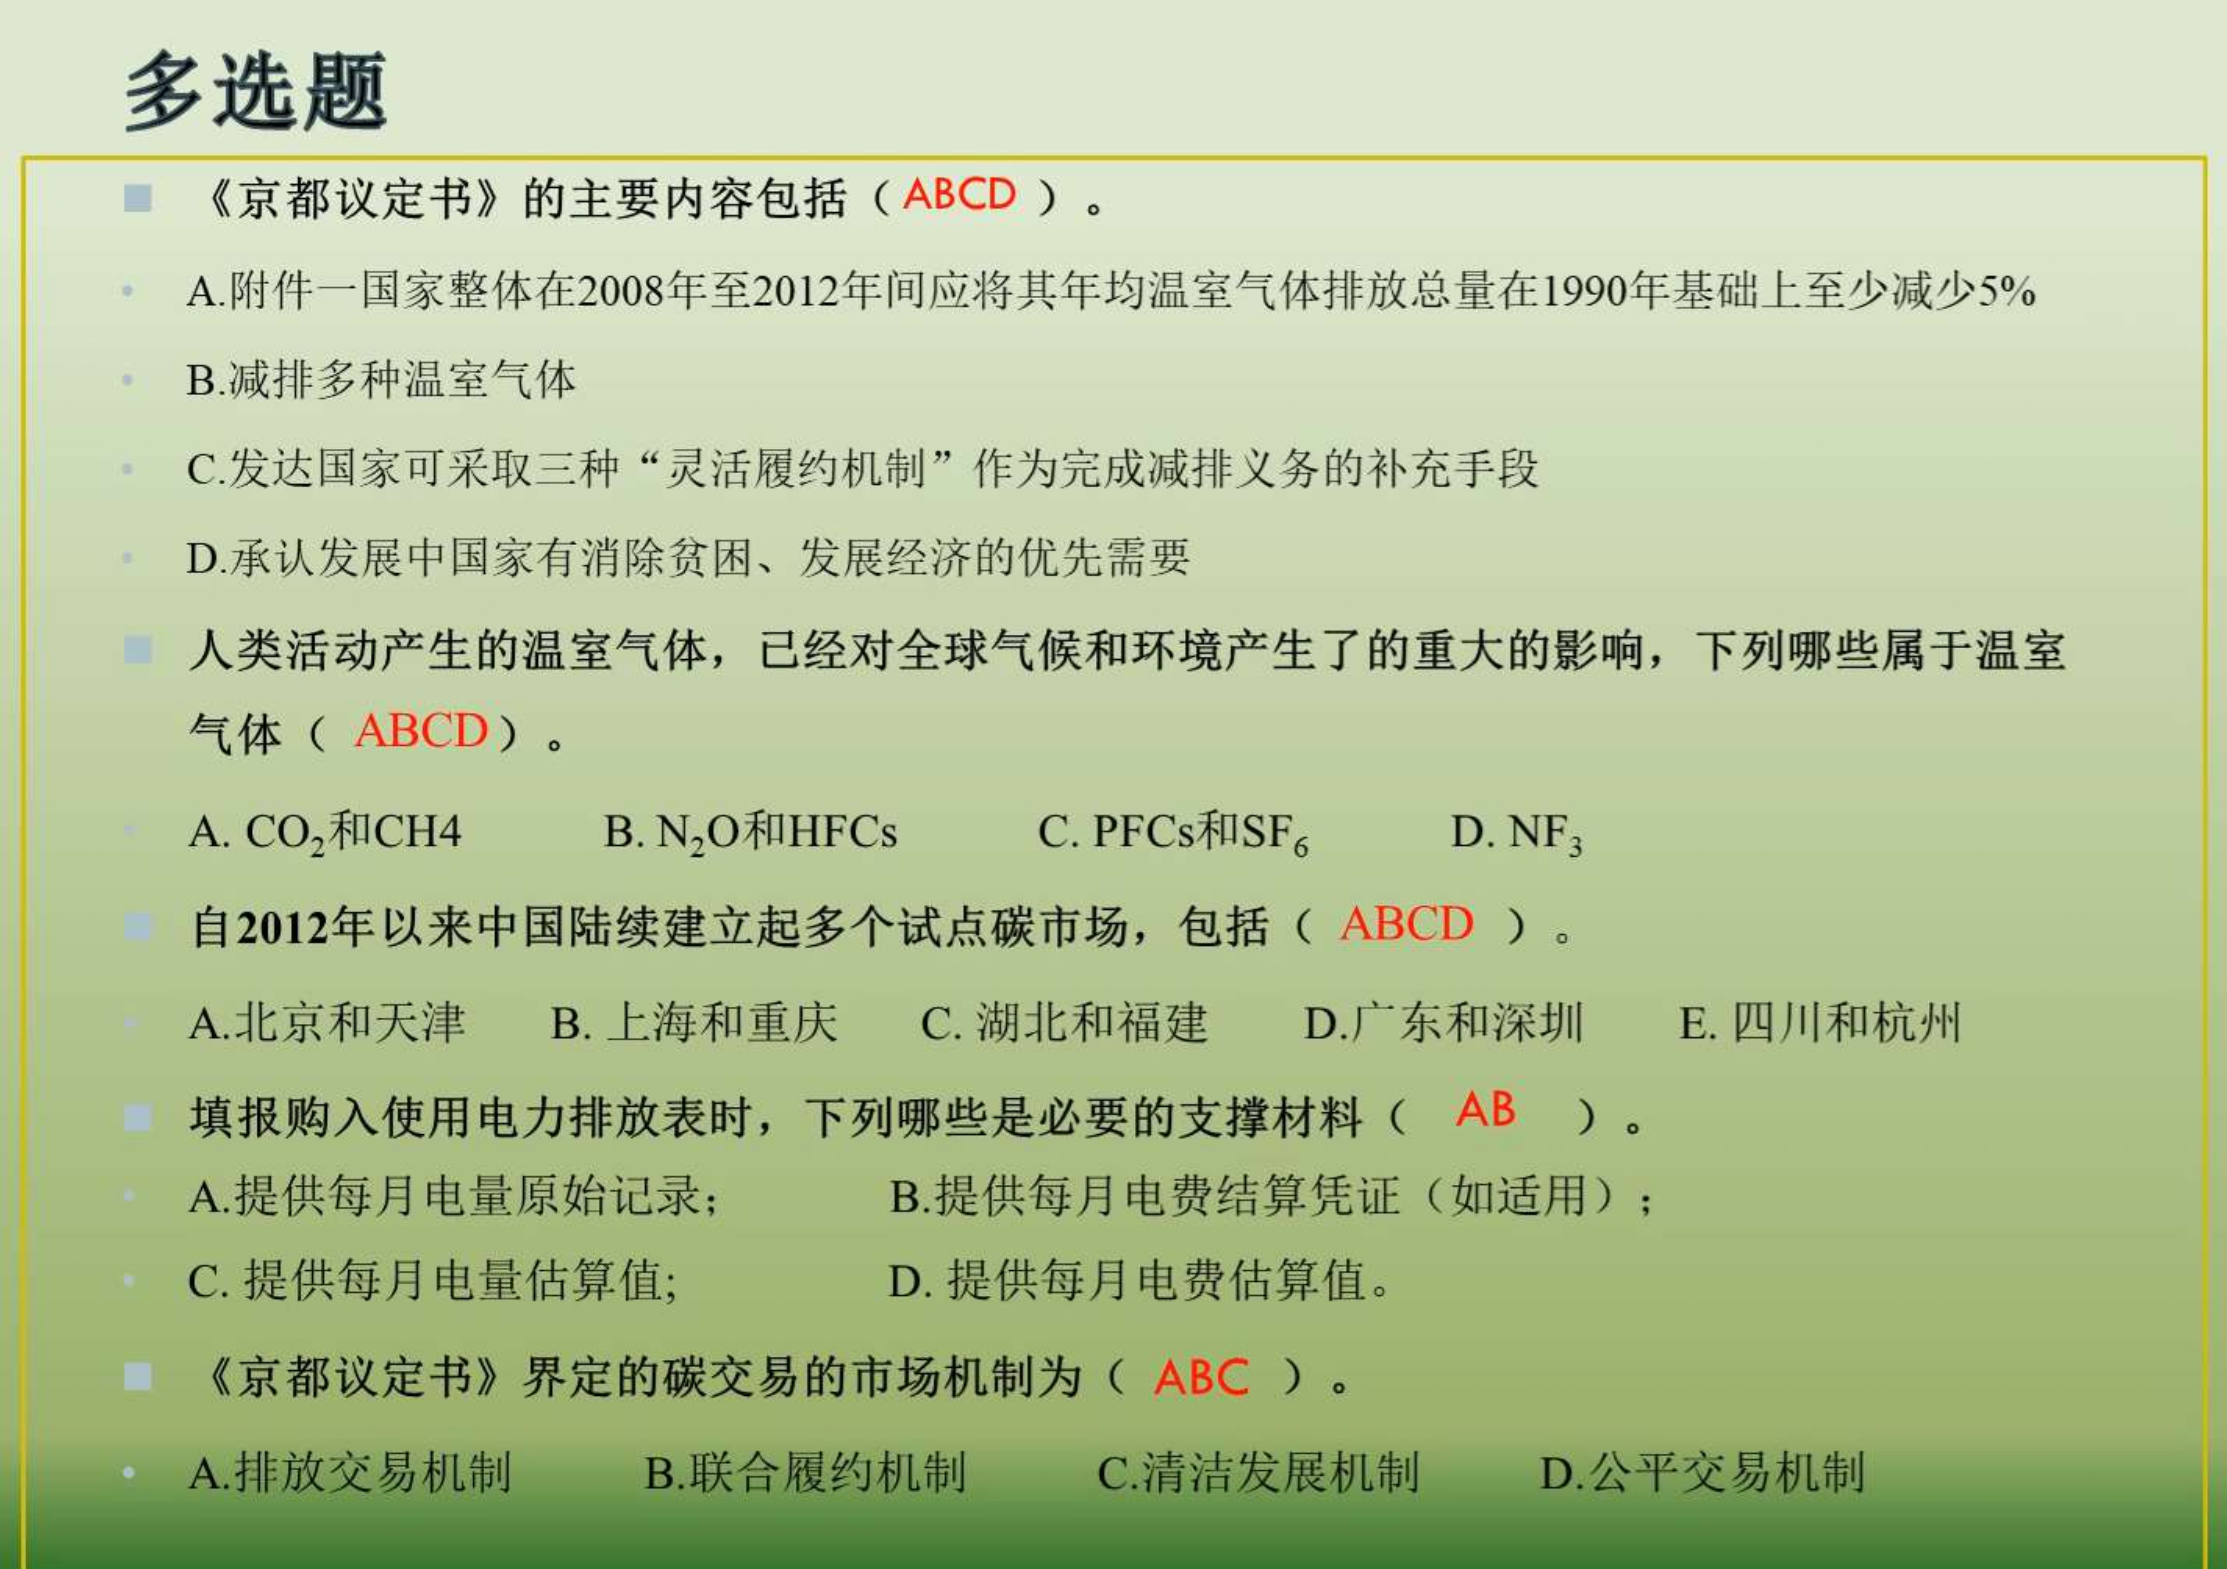 多选题
《京都议定书》的主要内容包括（ABCD）。
A.附件一国家整体在2008年至2012年间应将其年均温室气体排放总量在1990年基础上至少减少5%
B.减排多种温室气体
C.发达国家可采取三种“灵活履约机制”作为完成减排义务的补充手段
D.承认发展中国家有消除贫困、发展经济的优先需要
人类活动产生的温室气体，已经对全球气候和环境产生了的重大的影响，下列哪些属于温室
气体（ ABCD）。
A. CO₂和CH4 B. N₂O和HFCs C. PFCs和SF₆ D. NF₃
自2012年以来中国陆续建立起多个试点碳市场，包括（ ABCD ）。
A.北京和天津 B. 上海和重庆 C. 湖北和福建 D.广东和深圳 E. 四川和杭州
填报购入使用电力排放表时，下列哪些是必要的支撑材料（ AB ）。
A.提供每月电量原始记录; B.提供每月电费结算凭证（如适用）;
C. 提供每月电量估算值; D. 提供每月电费估算值。
《京都议定书》界定的碳交易的市场机制为（ ABC ）。
A.排放交易机制 B.联合履约机制 C.清洁发展机制 D.公平交易机制